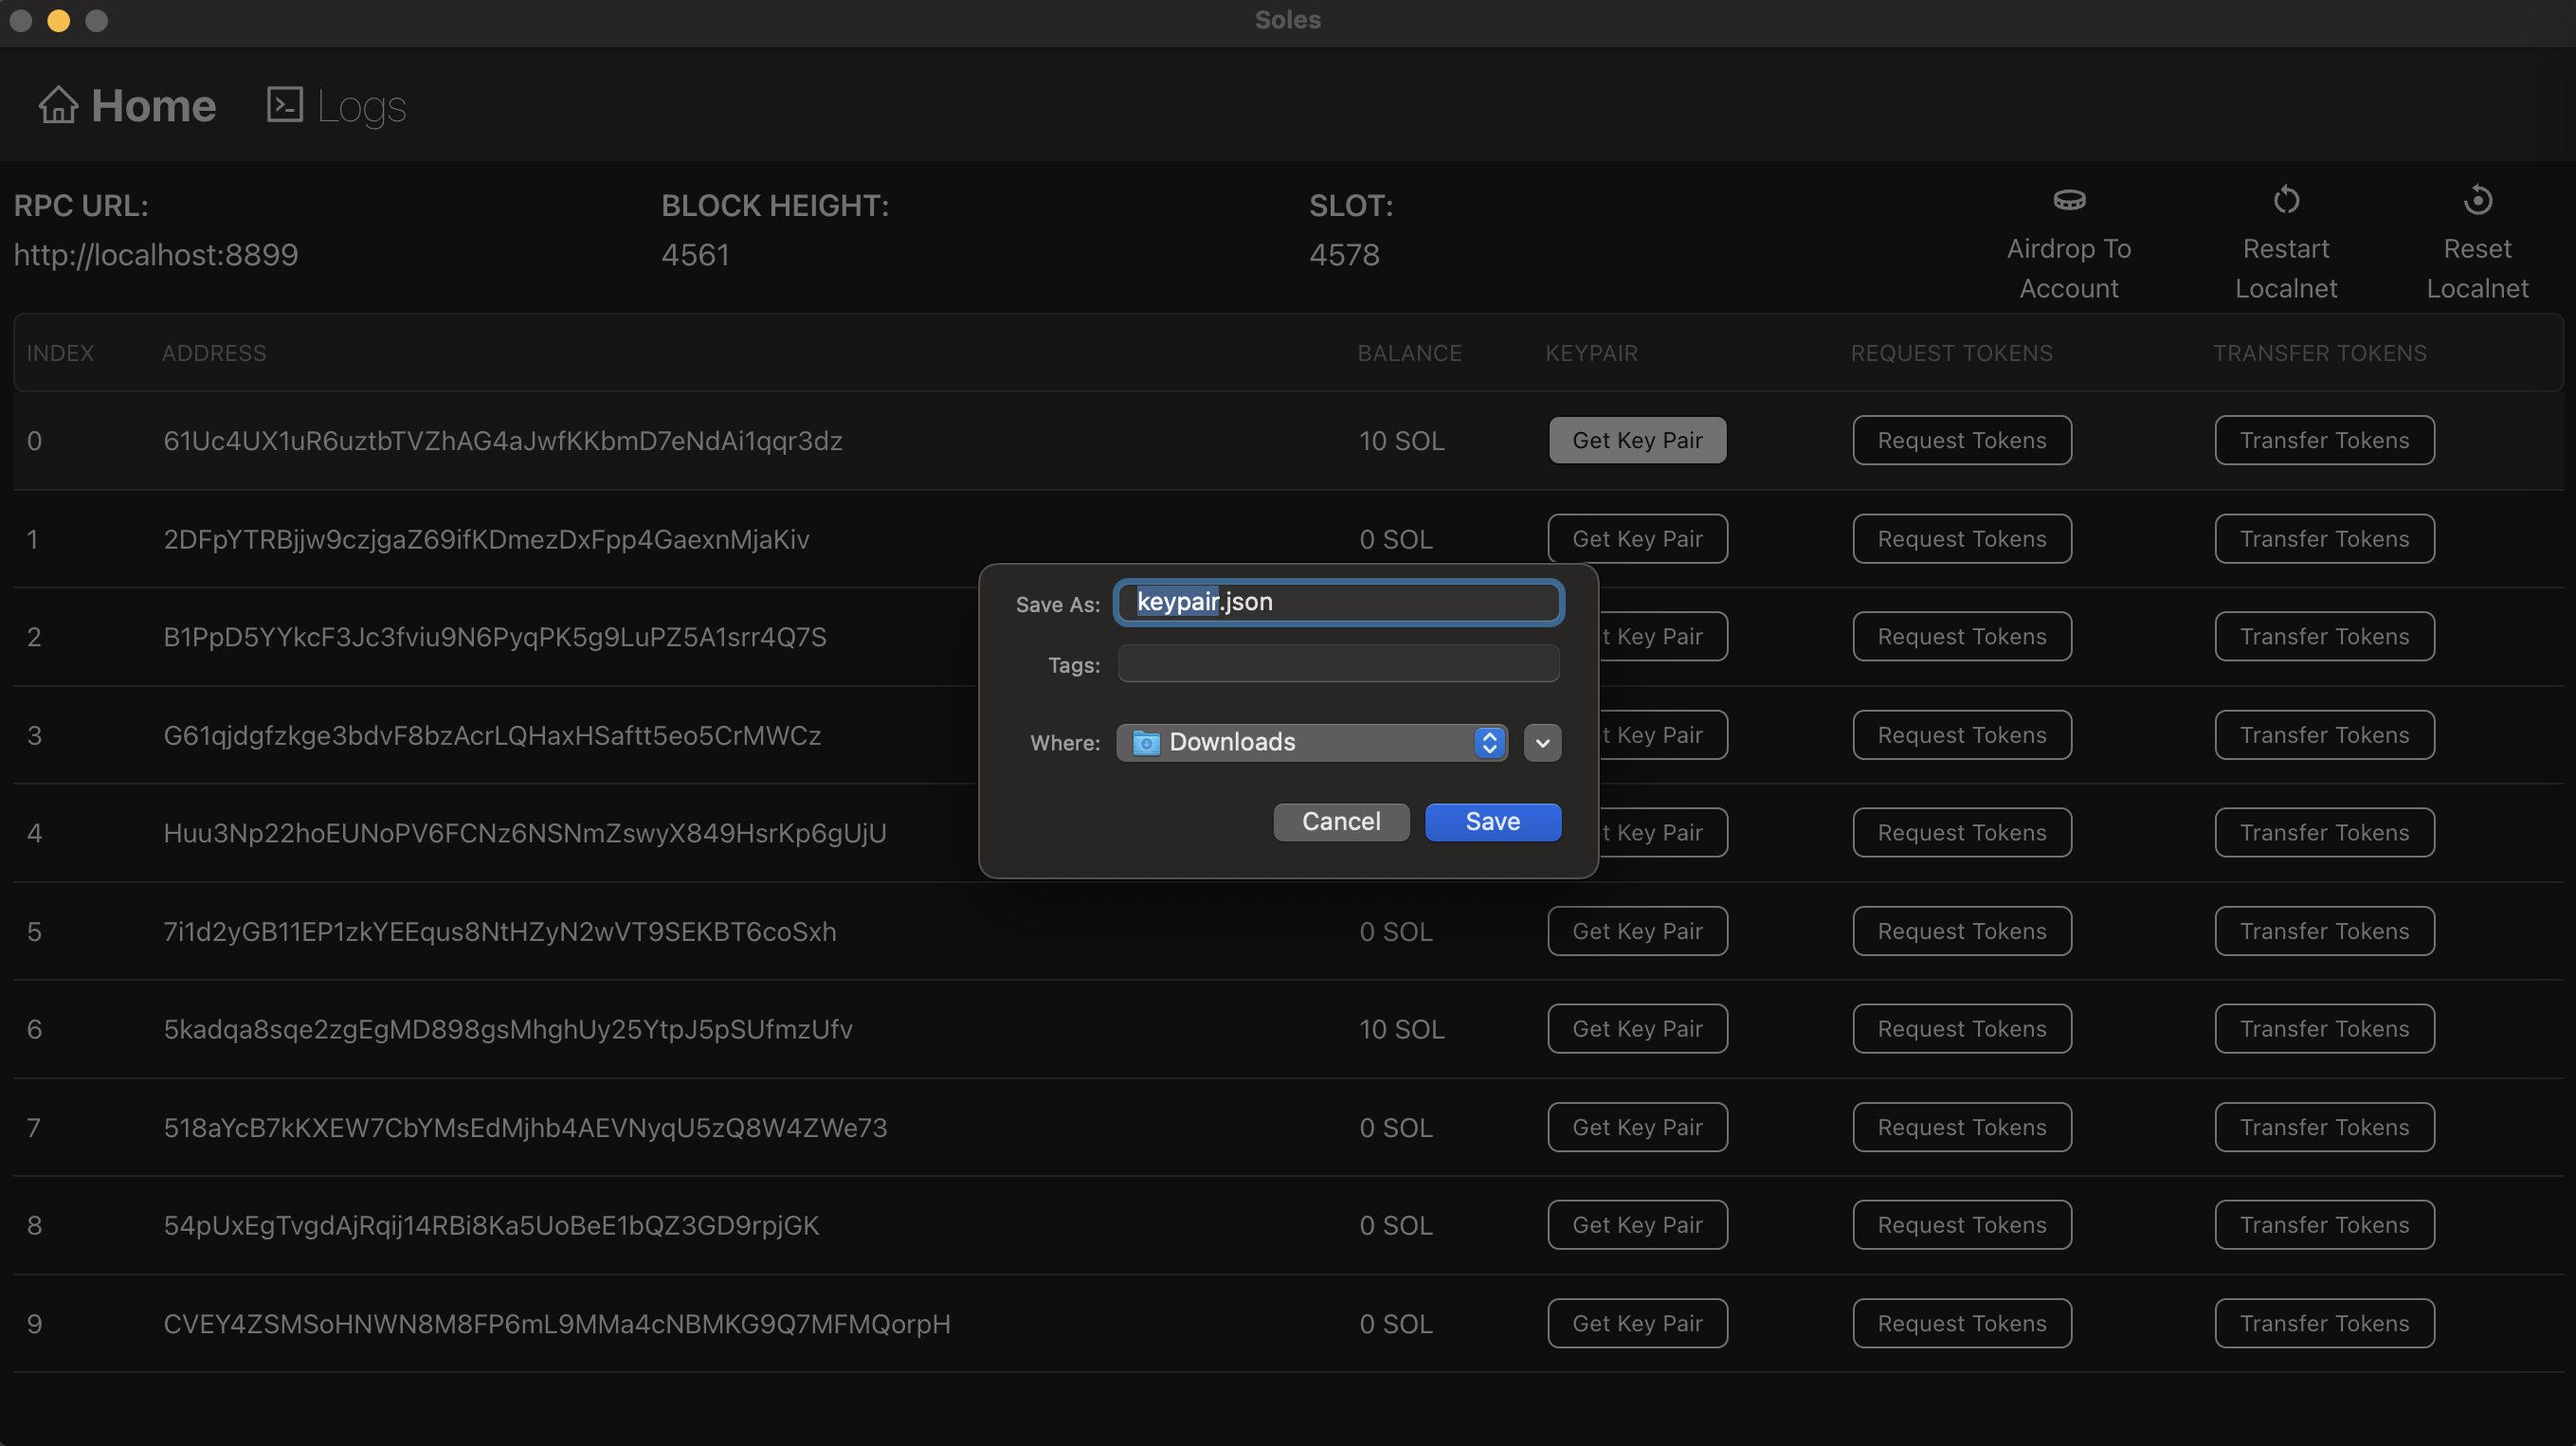 Soles
Home Logs
RPC URL: BLOCK HEIGHT: SLOT:
http://localhost:8899 4561 4578
Airdrop To Account Restart Localnet Reset Localnet
INDEX ADDRESS BALANCE KEYPAIR REQUEST TOKENS TRANSFER TOKENS
0 61Uc4UX1uR6uztbTVZhAG4aJwfKKbmD7eNdAi1qqr3dz 10 SOL Get Key Pair Request Tokens Transfer Tokens
1 2DFpYTRBjjw9czjgaZ69ifKDmezDxFpp4GaexnMjaKiv 0 SOL Get Key Pair Request Tokens Transfer Tokens
2 B1PpD5YYkcF3Jc3fviu9N6PyqPK5g9LuPZ5A1srr4Q7S t Key Pair Request Tokens Transfer Tokens
3 G61qjdgfzkge3bdvF8bzAcrLQHaxHSaftt5eo5CrMWCz t Key Pair Request Tokens Transfer Tokens
4 Huu3Np22hoEUNoPV6FCNz6NSNmZswyX849HsrKp6gUjU t Key Pair Request Tokens Transfer Tokens
5 7i1d2yGB11EP1zkYEEqus8NtHZyN2wVT9SEKBT6coSxh 0 SOL Get Key Pair Request Tokens Transfer Tokens
6 5kadqa8sqe2zgEgMD898gsMhghUy25YtpJ5pSUfmzUfv 10 SOL Get Key Pair Request Tokens Transfer Tokens
7 518aYcB7kKXEW7CbYMsEdMjhb4AEVNyqU5zQ8W4ZWe73 0 SOL Get Key Pair Request Tokens Transfer Tokens
8 54pUxEgTvgdAjRqij14RBi8Ka5UoBeE1bQZ3GD9rpjGK 0 SOL Get Key Pair Request Tokens Transfer Tokens
9 CVEY4ZSMSoHNWN8M8FP6mL9MMa4cNBMKG9Q7MFMQorpH 0 SOL Get Key Pair Request Tokens Transfer Tokens
Save As: keypair.json
Tags:
Where: Downloads
Cancel Save